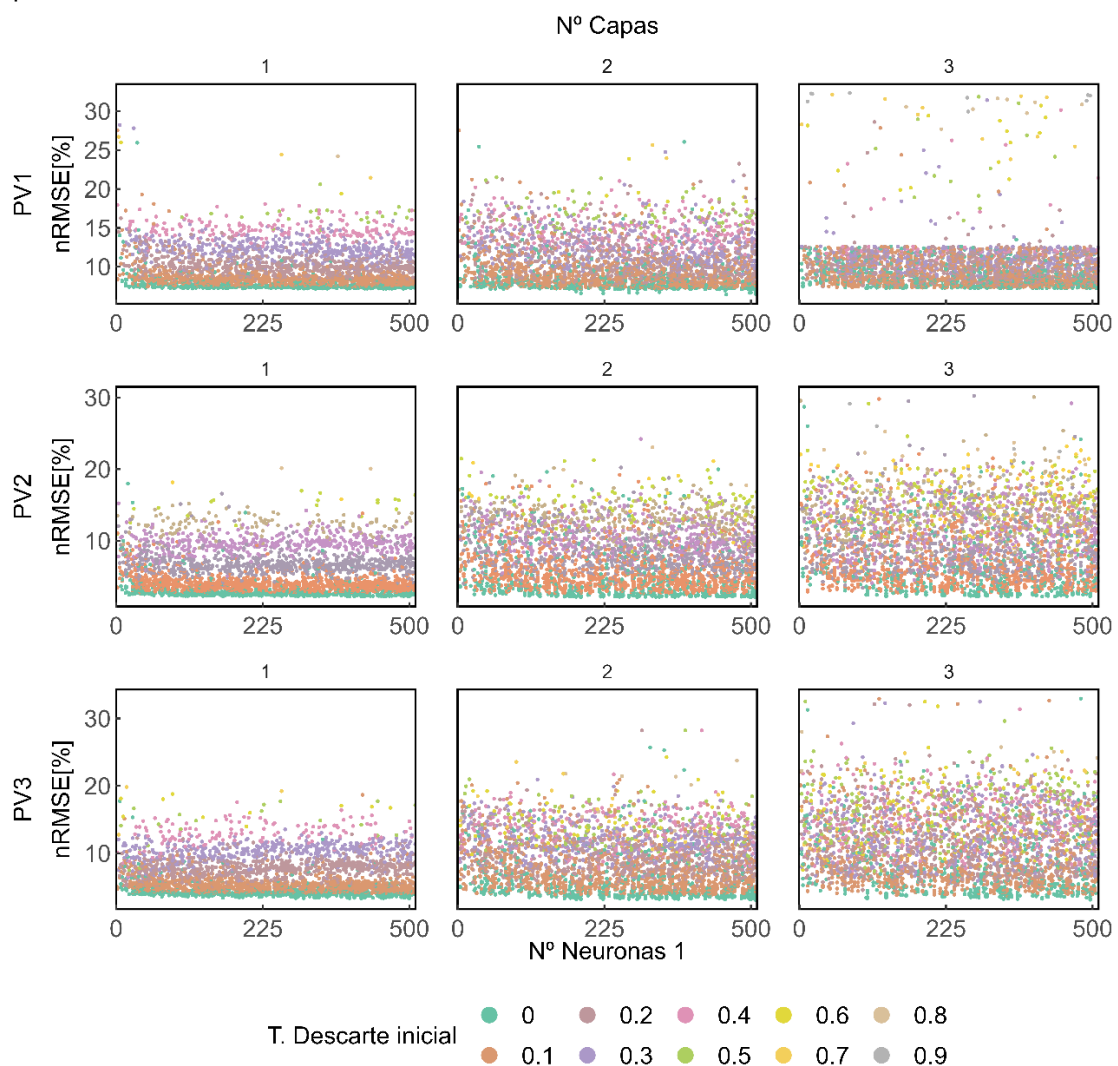 Nº Capas
1 2 3
30
25
20
15
10
PV1
nRMSE[%]
0 225 500 0 225 500 0 225 500
1 2 3
30
20
10
PV2
nRMSE[%]
0 225 500 0 225 500 0 225 500
1 2 3
30
20
10
PV3
nRMSE[%]
0 225 500 0 225 500 0 225 500
Nº Neuronas 1
T. Descarte inicial
0 0.2 0.4 0.6 0.8
0.1 0.3 0.5 0.7 0.9